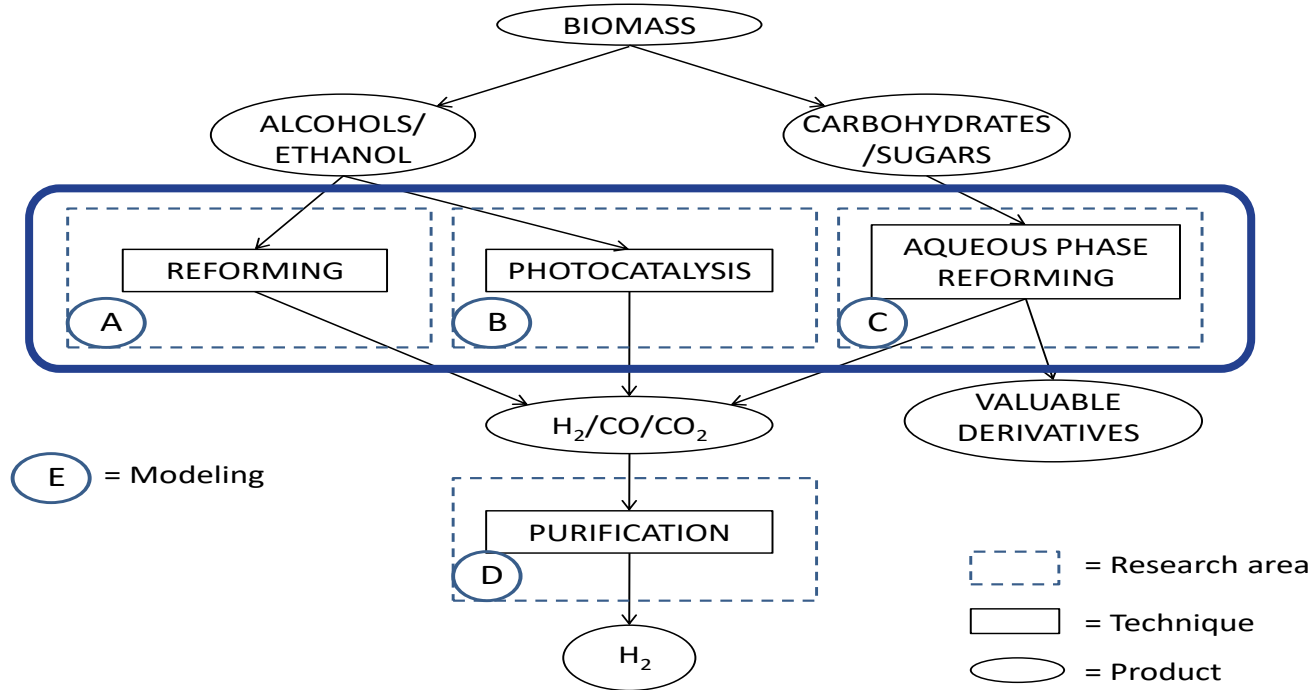 BIOMASS
ALCOHOLS/
ETHANOL
CARBOHYDRATES
/SUGARS
REFORMING
PHOTOCATALYSIS
AQUEOUS PHASE
REFORMING
A
B
C
H₂/CO/CO₂
VALUABLE
DERIVATIVES
E = Modeling
PURIFICATION
D
= Research area
= Technique
H₂
= Product